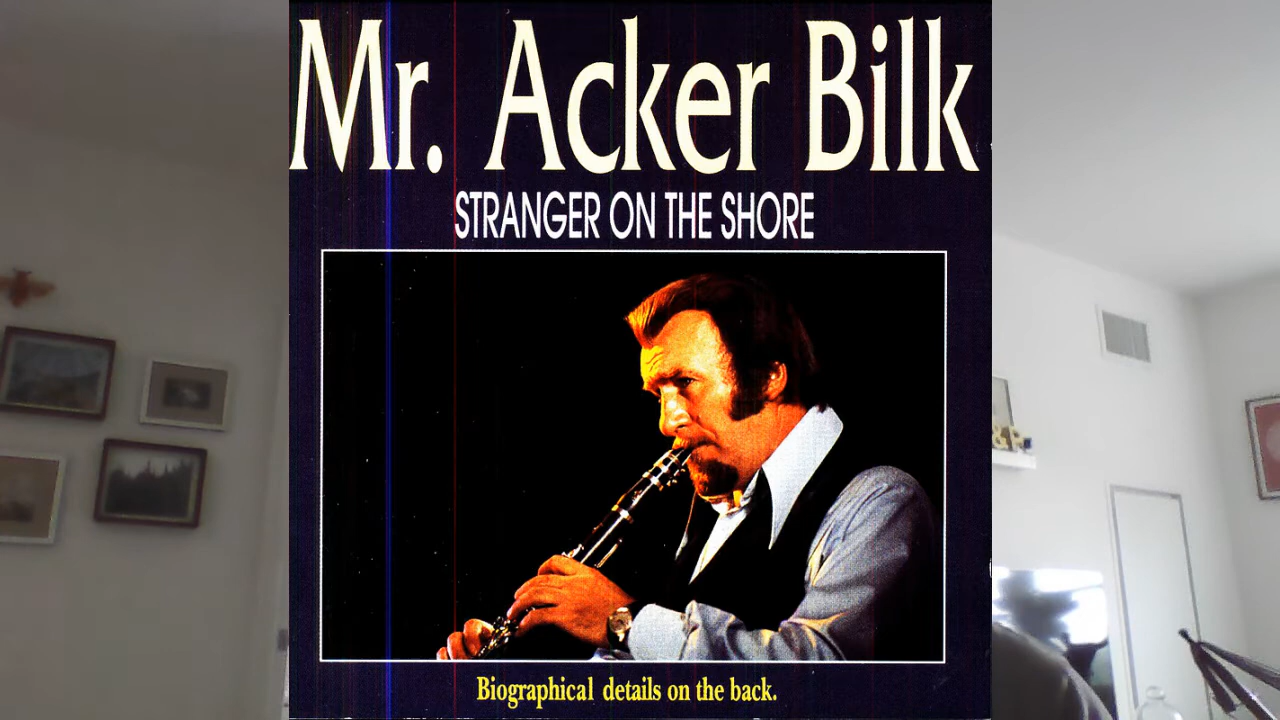 Mr. Acker Bilk
STRANGER ON THE SHORE
Biographical details on the back.